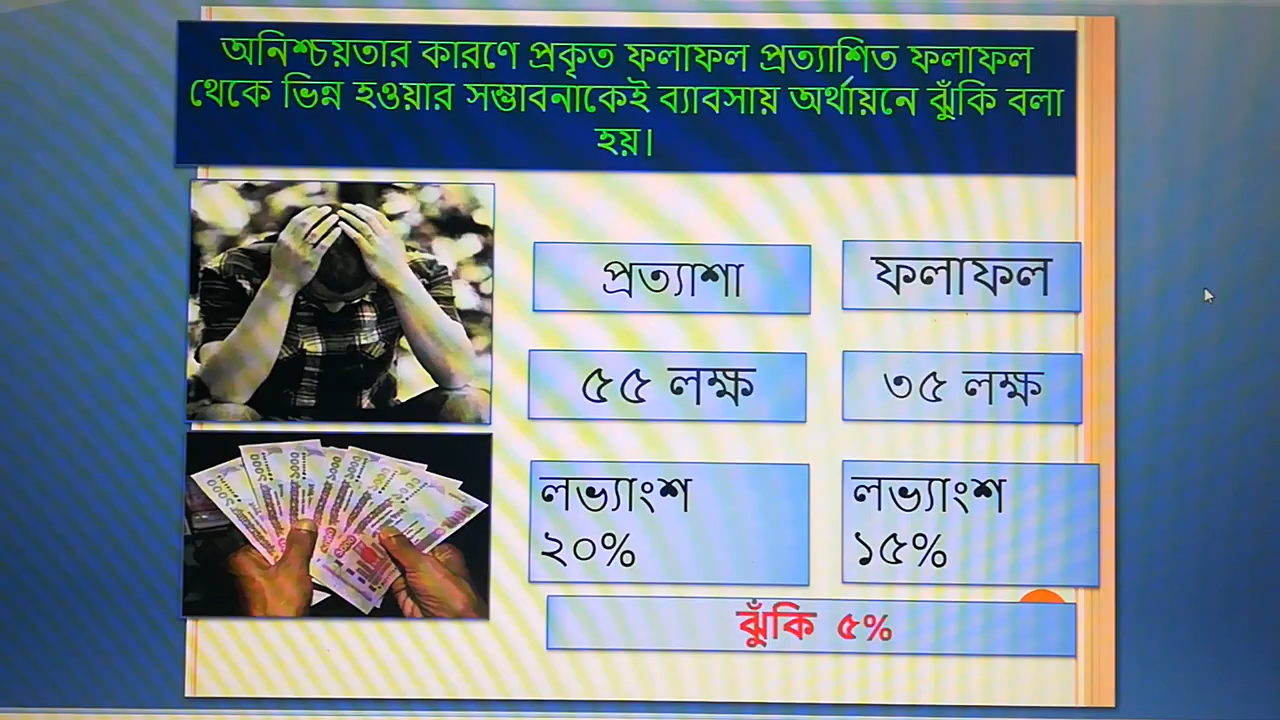 অনিশ্চয়তার কারণে প্রকৃত ফলাফল প্রত্যাশিত ফলাফল
থেকে ভিন্ন হওয়ার সম্ভাবনাকেই ব্যাবসায় অর্থায়নে ঝুঁকি বলা
হয়।
প্রত্যাশা
ফলাফল
৫৫ লক্ষ
৩৫ লক্ষ
লভ্যাংশ
২০%
লভ্যাংশ
১৫%
ঝুঁকি ৫%